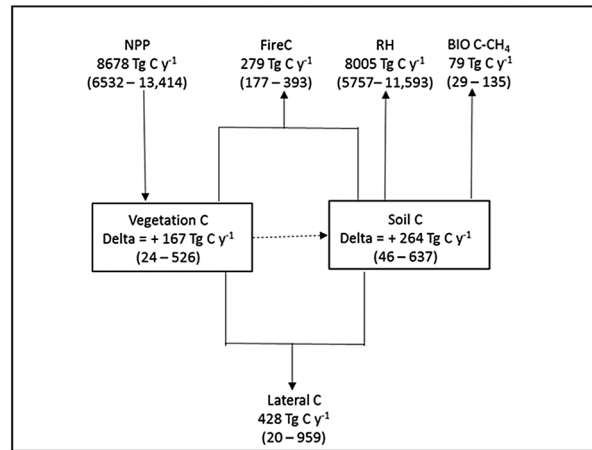 NPP
8678 Tg C y⁻¹
(6532 – 13,414)
FireC
279 Tg C y⁻¹
(177 – 393)
RH
8005 Tg C y⁻¹
(5757 – 11,593)
BIO C-CH₄
79 Tg C y⁻¹
(29 – 135)
Vegetation C
Delta = + 167 Tg C y⁻¹
(24 – 526)
Soil C
Delta = + 264 Tg C y⁻¹
(46 – 637)
Lateral C
428 Tg C y⁻¹
(20 – 959)